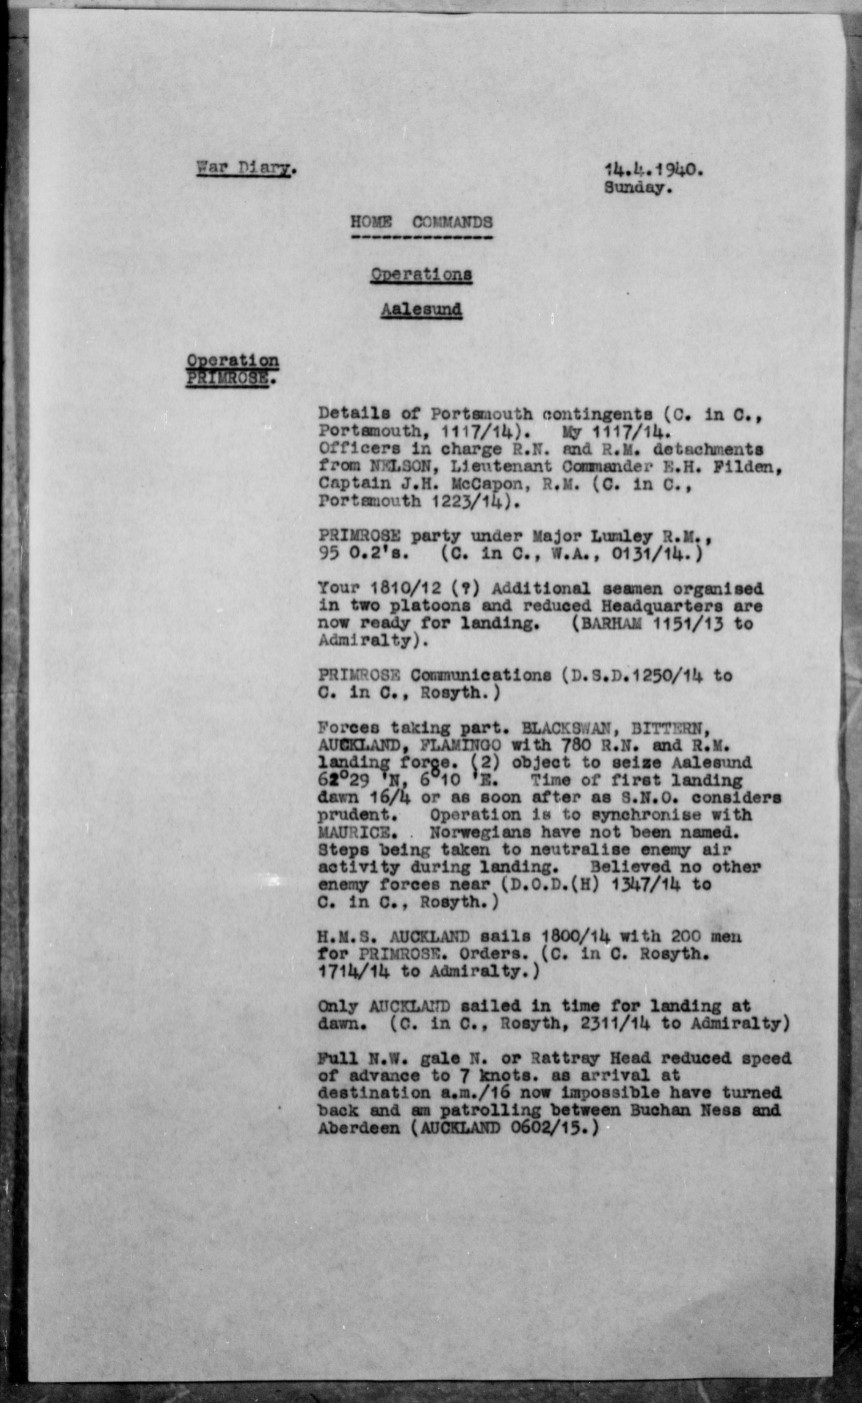 War Diary. 14.4.1940.
Sunday.
HOME COMMANDS
Operations
Aalesund
Operation
PRIMROSE.
Details of Portsmouth contingents (C. in C.,
Portsmouth, 1117/14). My 1117/14.
Officers in charge R.N. and R.M. detachments
from NELSON, Lieutenant Commander E.H. Filden,
Captain J.H. McCapon, R.M. (C. in C.,
Portsmouth 1223/14).
PRIMROSE party under Major Lumley R.M.,
95 O.2's. (C. in C., W.A., 0131/14.)
Your 1810/12 (?) Additional seamen organised
in two platoons and reduced Headquarters are
now ready for landing. (BARHAM 1151/13 to
Admiralty).
PRIMROSE Communications (D.S.D.1250/14 to
C. in C., Rosyth.)
Forces taking part. BLACKSWAN, BITTERN,
AUCKLAND, FLAMINGO with 780 R.N. and R.M.
landing forge. (2) object to seize Aalesund
62°29 'N, 6°10 'E. Time of first landing
dawn 16/4 or as soon after as S.N.O. considers
prudent. Operation is to synchronise with
MAURICE. . Norwegians have not been named.
Steps being taken to neutralise enemy air
activity during landing. Believed no other
enemy forces near (D.O.D.(H) 1347/14 to
C. in C., Rosyth.)
H.M.S. AUCKLAND sails 1800/14 with 200 men
for PRIMROSE. Orders. (C. in C. Rosyth.
1714/14 to Admiralty.)
Only AUCKLAND sailed in time for landing at
dawn. (C. in C., Rosyth, 2311/14 to Admiralty)
Full N.W. gale N. or Rattray Head reduced speed
of advance to 7 knots. as arrival at
destination a.m./16 now impossible have turned
back and am patrolling between Buchan Ness and
Aberdeen (AUCKLAND 0602/15.)